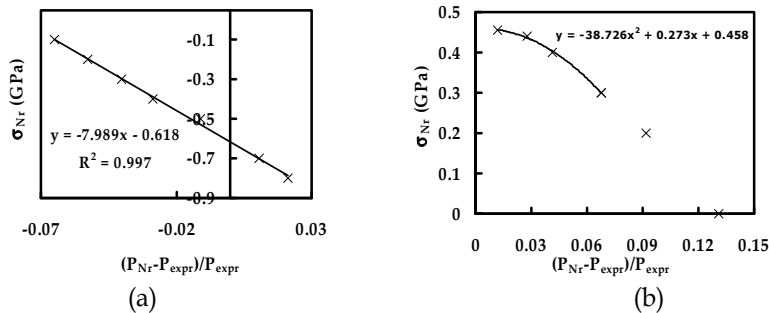 -0.1
-0.3
-0.5
-0.7
-0.9
σNr (GPa)
y = -7.989x - 0.618
R² = 0.997
-0.07
-0.02
0.03
(PNr-Pexpr)/Pexpr
(a)
0.5
0.4
0.3
0.2
0.1
0
σNr (GPa)
y = -38.726x² + 0.273x + 0.458
0
0.03
0.06
0.09
0.12
0.15
(PNr-Pexpr)/Pexpr
(b)